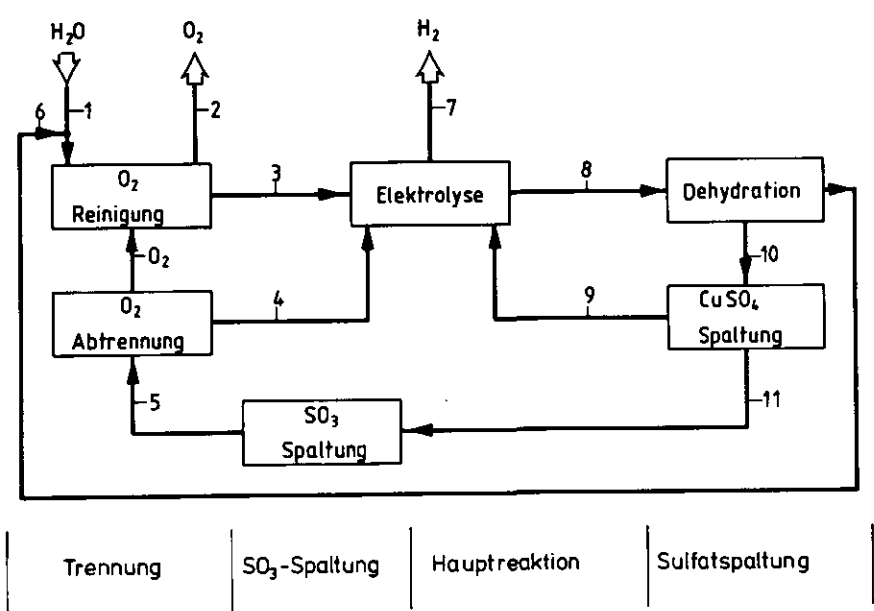 H₂O
O₂
H₂
6
1
2
7
O₂
Reinigung
3
Elektrolyse
8
Dehydration
O₂
10
O₂
Abtrennung
4
9
CuSO₄
Spaltung
5
SO₃
Spaltung
11
Trennung
SO₃-Spaltung
Hauptreaktion
Sulfatspaltung